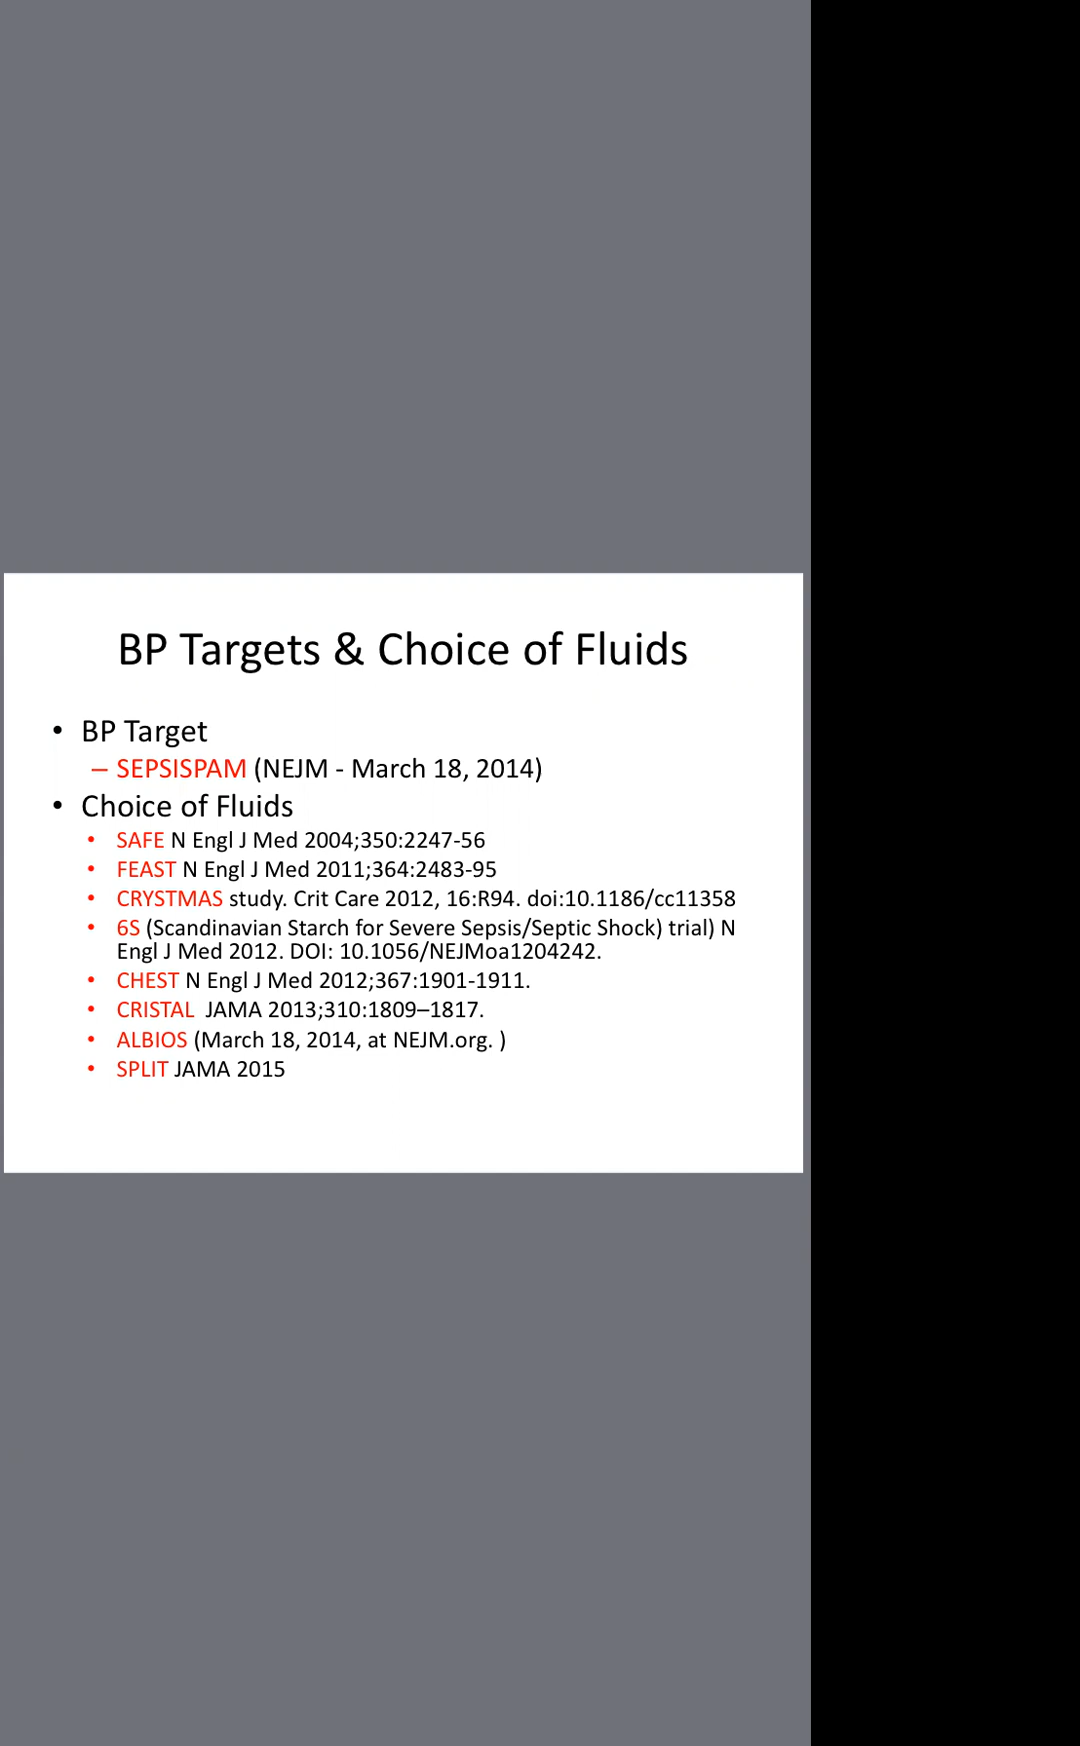 BP Targets & Choice of Fluids
• BP Target
– SEPSISPAM (NEJM - March 18, 2014)
• Choice of Fluids
• SAFE N Engl J Med 2004;350:2247-56
• FEAST N Engl J Med 2011;364:2483-95
• CRYSTMAS study. Crit Care 2012, 16:R94. doi:10.1186/cc11358
• 6S (Scandinavian Starch for Severe Sepsis/Septic Shock) trial) N
Engl J Med 2012. DOI: 10.1056/NEJMoa1204242.
• CHEST N Engl J Med 2012;367:1901-1911.
• CRISTAL  JAMA 2013;310:1809–1817.
• ALBIOS (March 18, 2014, at NEJM.org. )
• SPLIT JAMA 2015